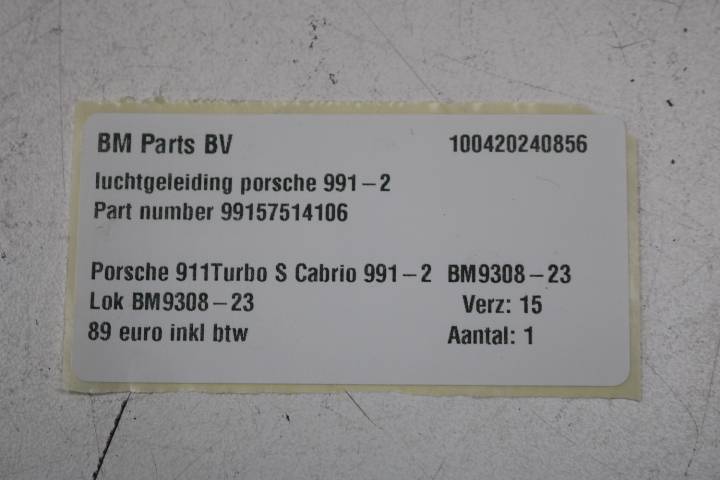 BM Parts BV 100420240856
luchtgeleiding porsche 991-2
Part number 99157514106
Porsche 911Turbo S Cabrio 991-2 BM9308-23
Lok BM9308-23 Verz: 15
89 euro inkl btw Aantal: 1